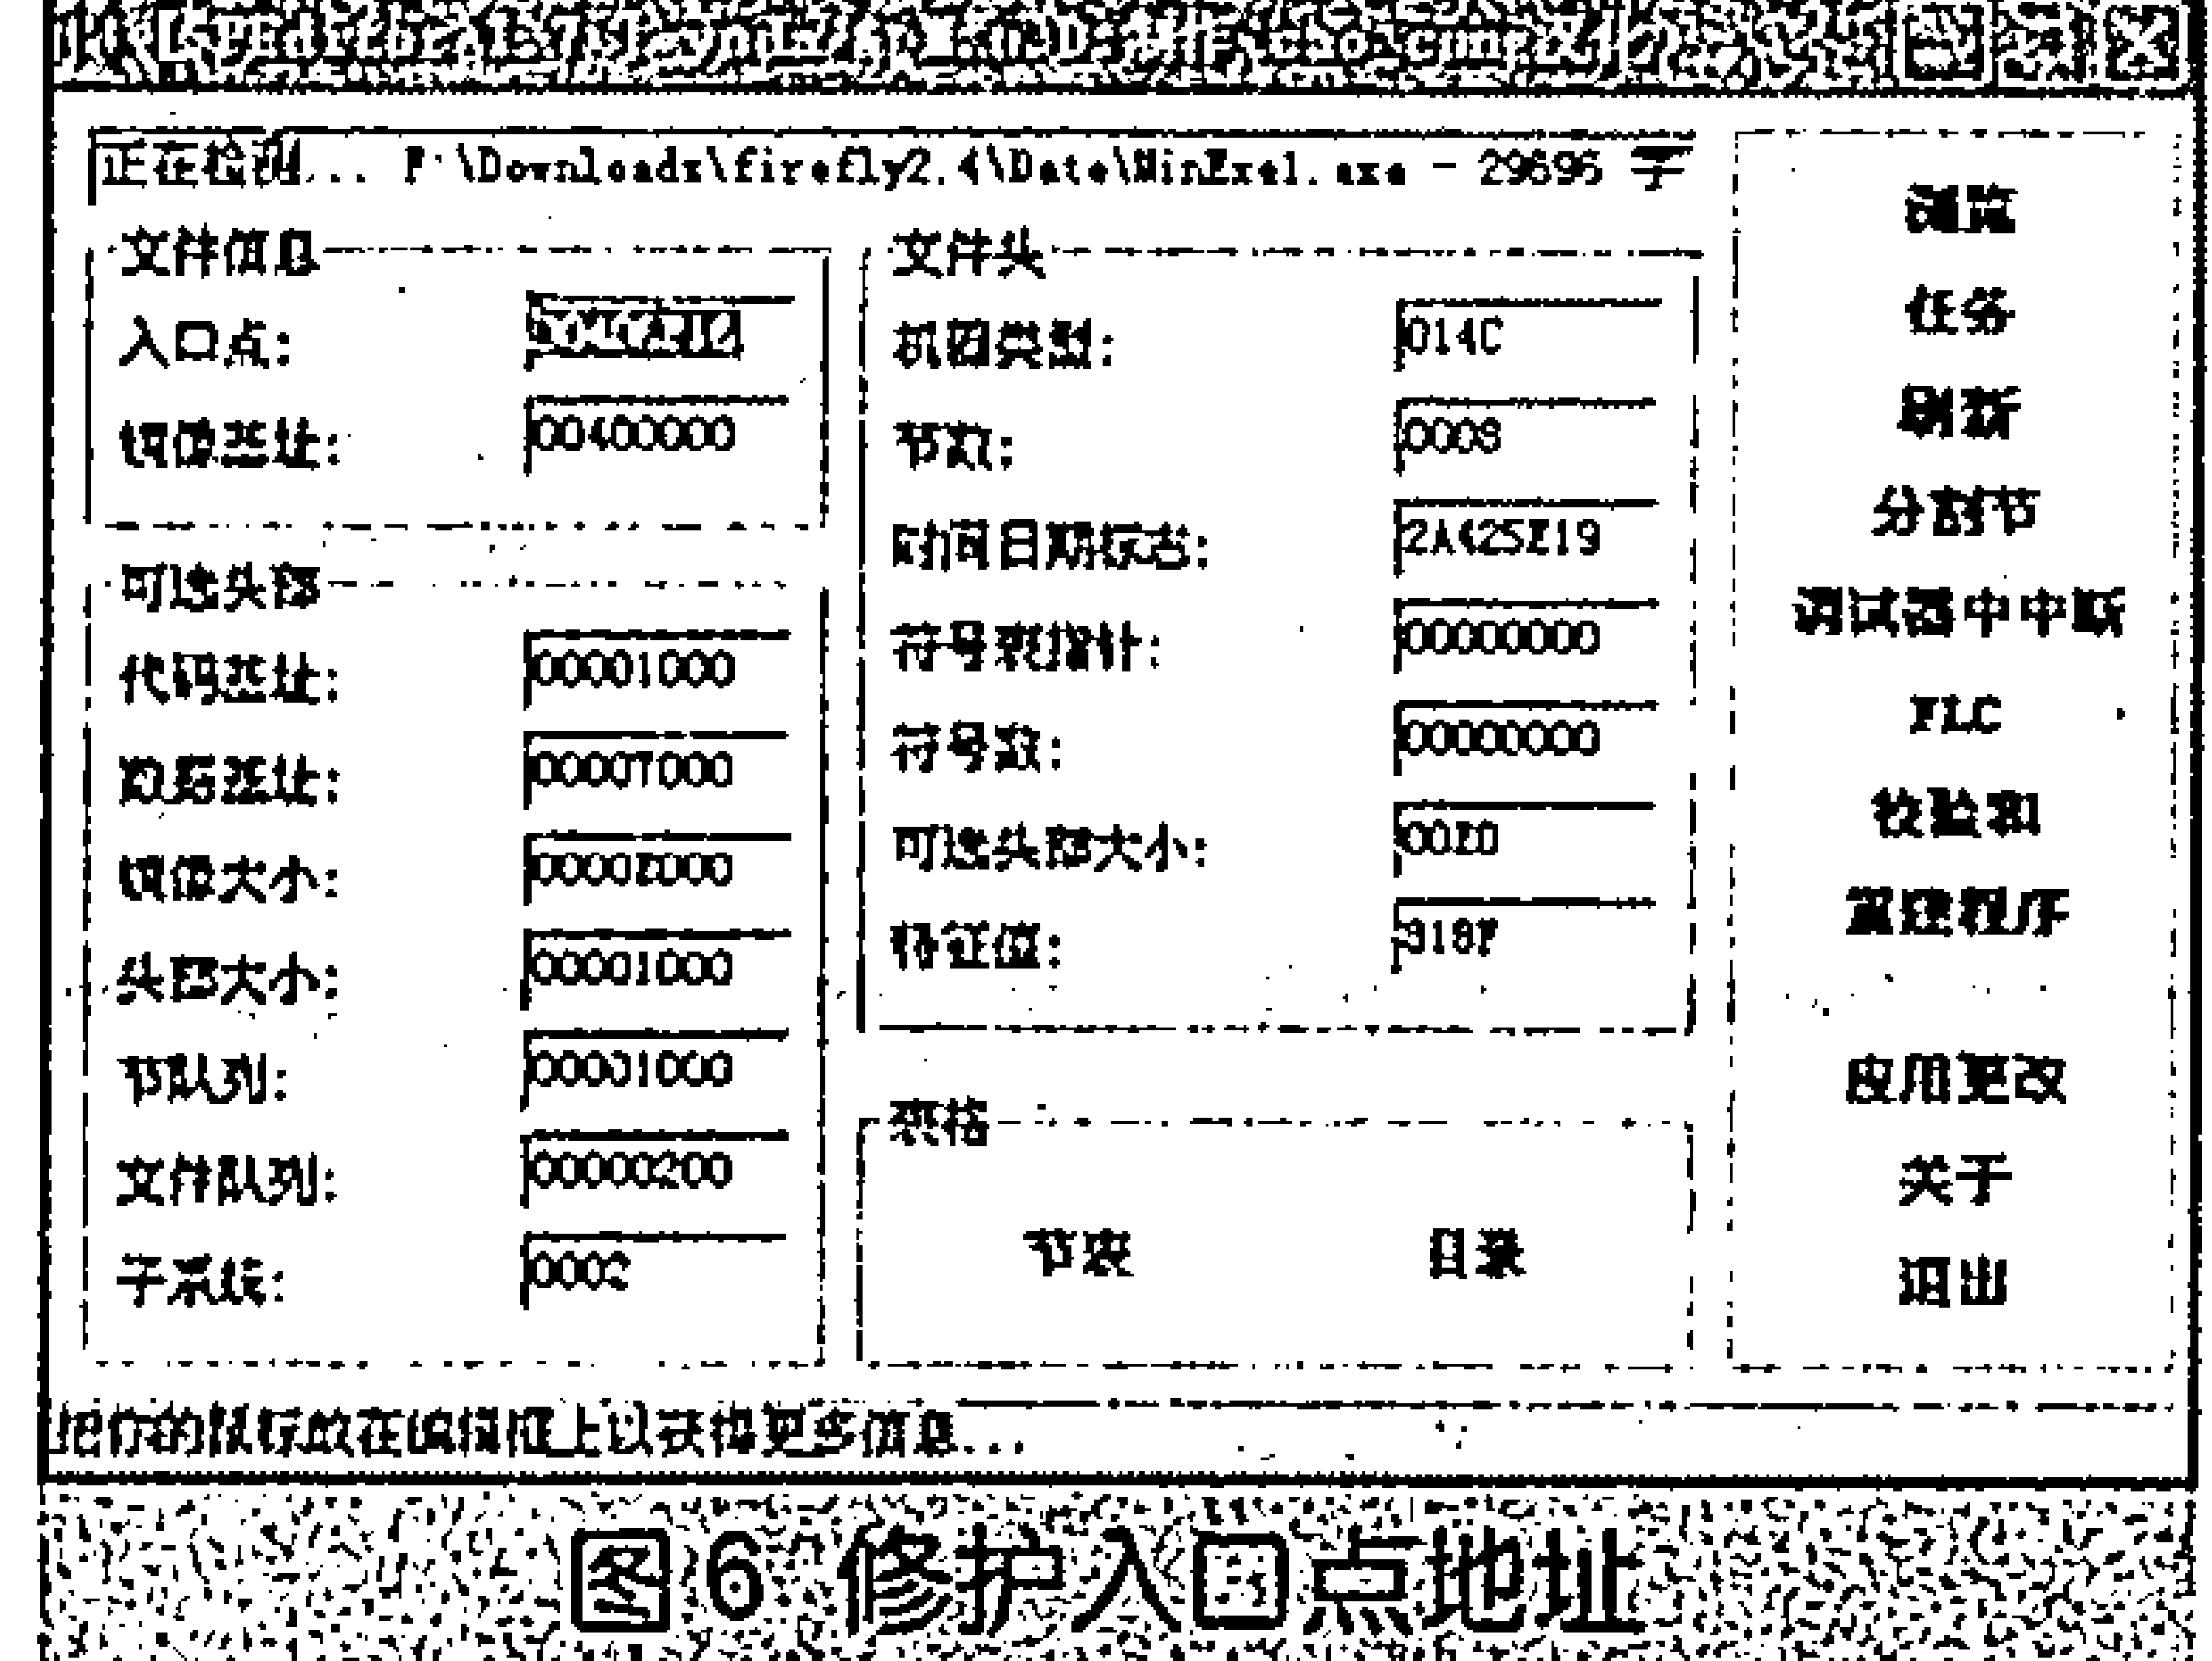 正在检测... F:\Downloads\firefly2.4\Date\MinExel.exe - 29696 字
文件信息
入口点:
镜像基址: 00400000
可选头部
代码基址: 00001000
数据基址: 00007000
镜像大小:
头部大小: 00001000
节队列: 00001000
文件队列: 00000200
子系统: 0002
文件头
机器类型: 014C
节数: 0008
时间日期标志: 2A425E19
符号表指针: 00000000
符号数: 00000000
可选头部大小: 00E0
特征值: 818F
表格
节表 目录
浏览
任务
刷新
分割节
调试器中中断
FLC
校验和
重建程序
应用更改
关于
退出
把你的鼠标放在编辑框上以获得更多信息...
图6 修护入口点地址